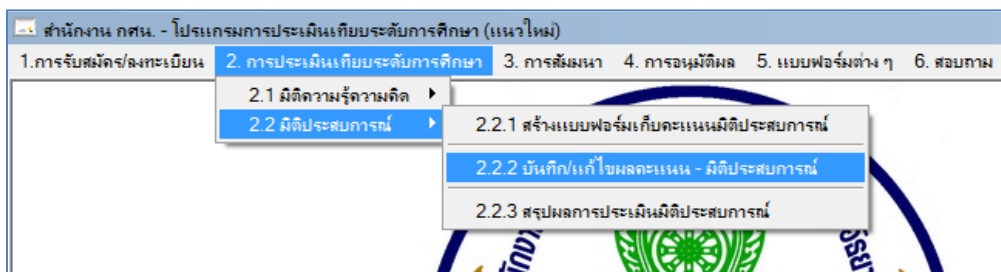 สำนักงาน กศน. - โปรแกรมการประเมินเทียบระดับการศึกษา (แนวใหม่)
1.การรับสมัคร/ลงทะเบียน 2. การประเมินเทียบระดับการศึกษา 3. การสัมมนา 4. การอนุมัติผล 5. แบบฟอร์มต่าง ๆ 6. สอบถาม
2.1 มิติความรู้ความคิด
2.2 มิติประสบการณ์
2.2.1 สร้างแบบฟอร์มเก็บคะแนนมิติประสบการณ์
2.2.2 บันทึก/แก้ไขผลคะแนน - มิติประสบการณ์
2.2.3 สรุปผลการประเมินมิติประสบการณ์